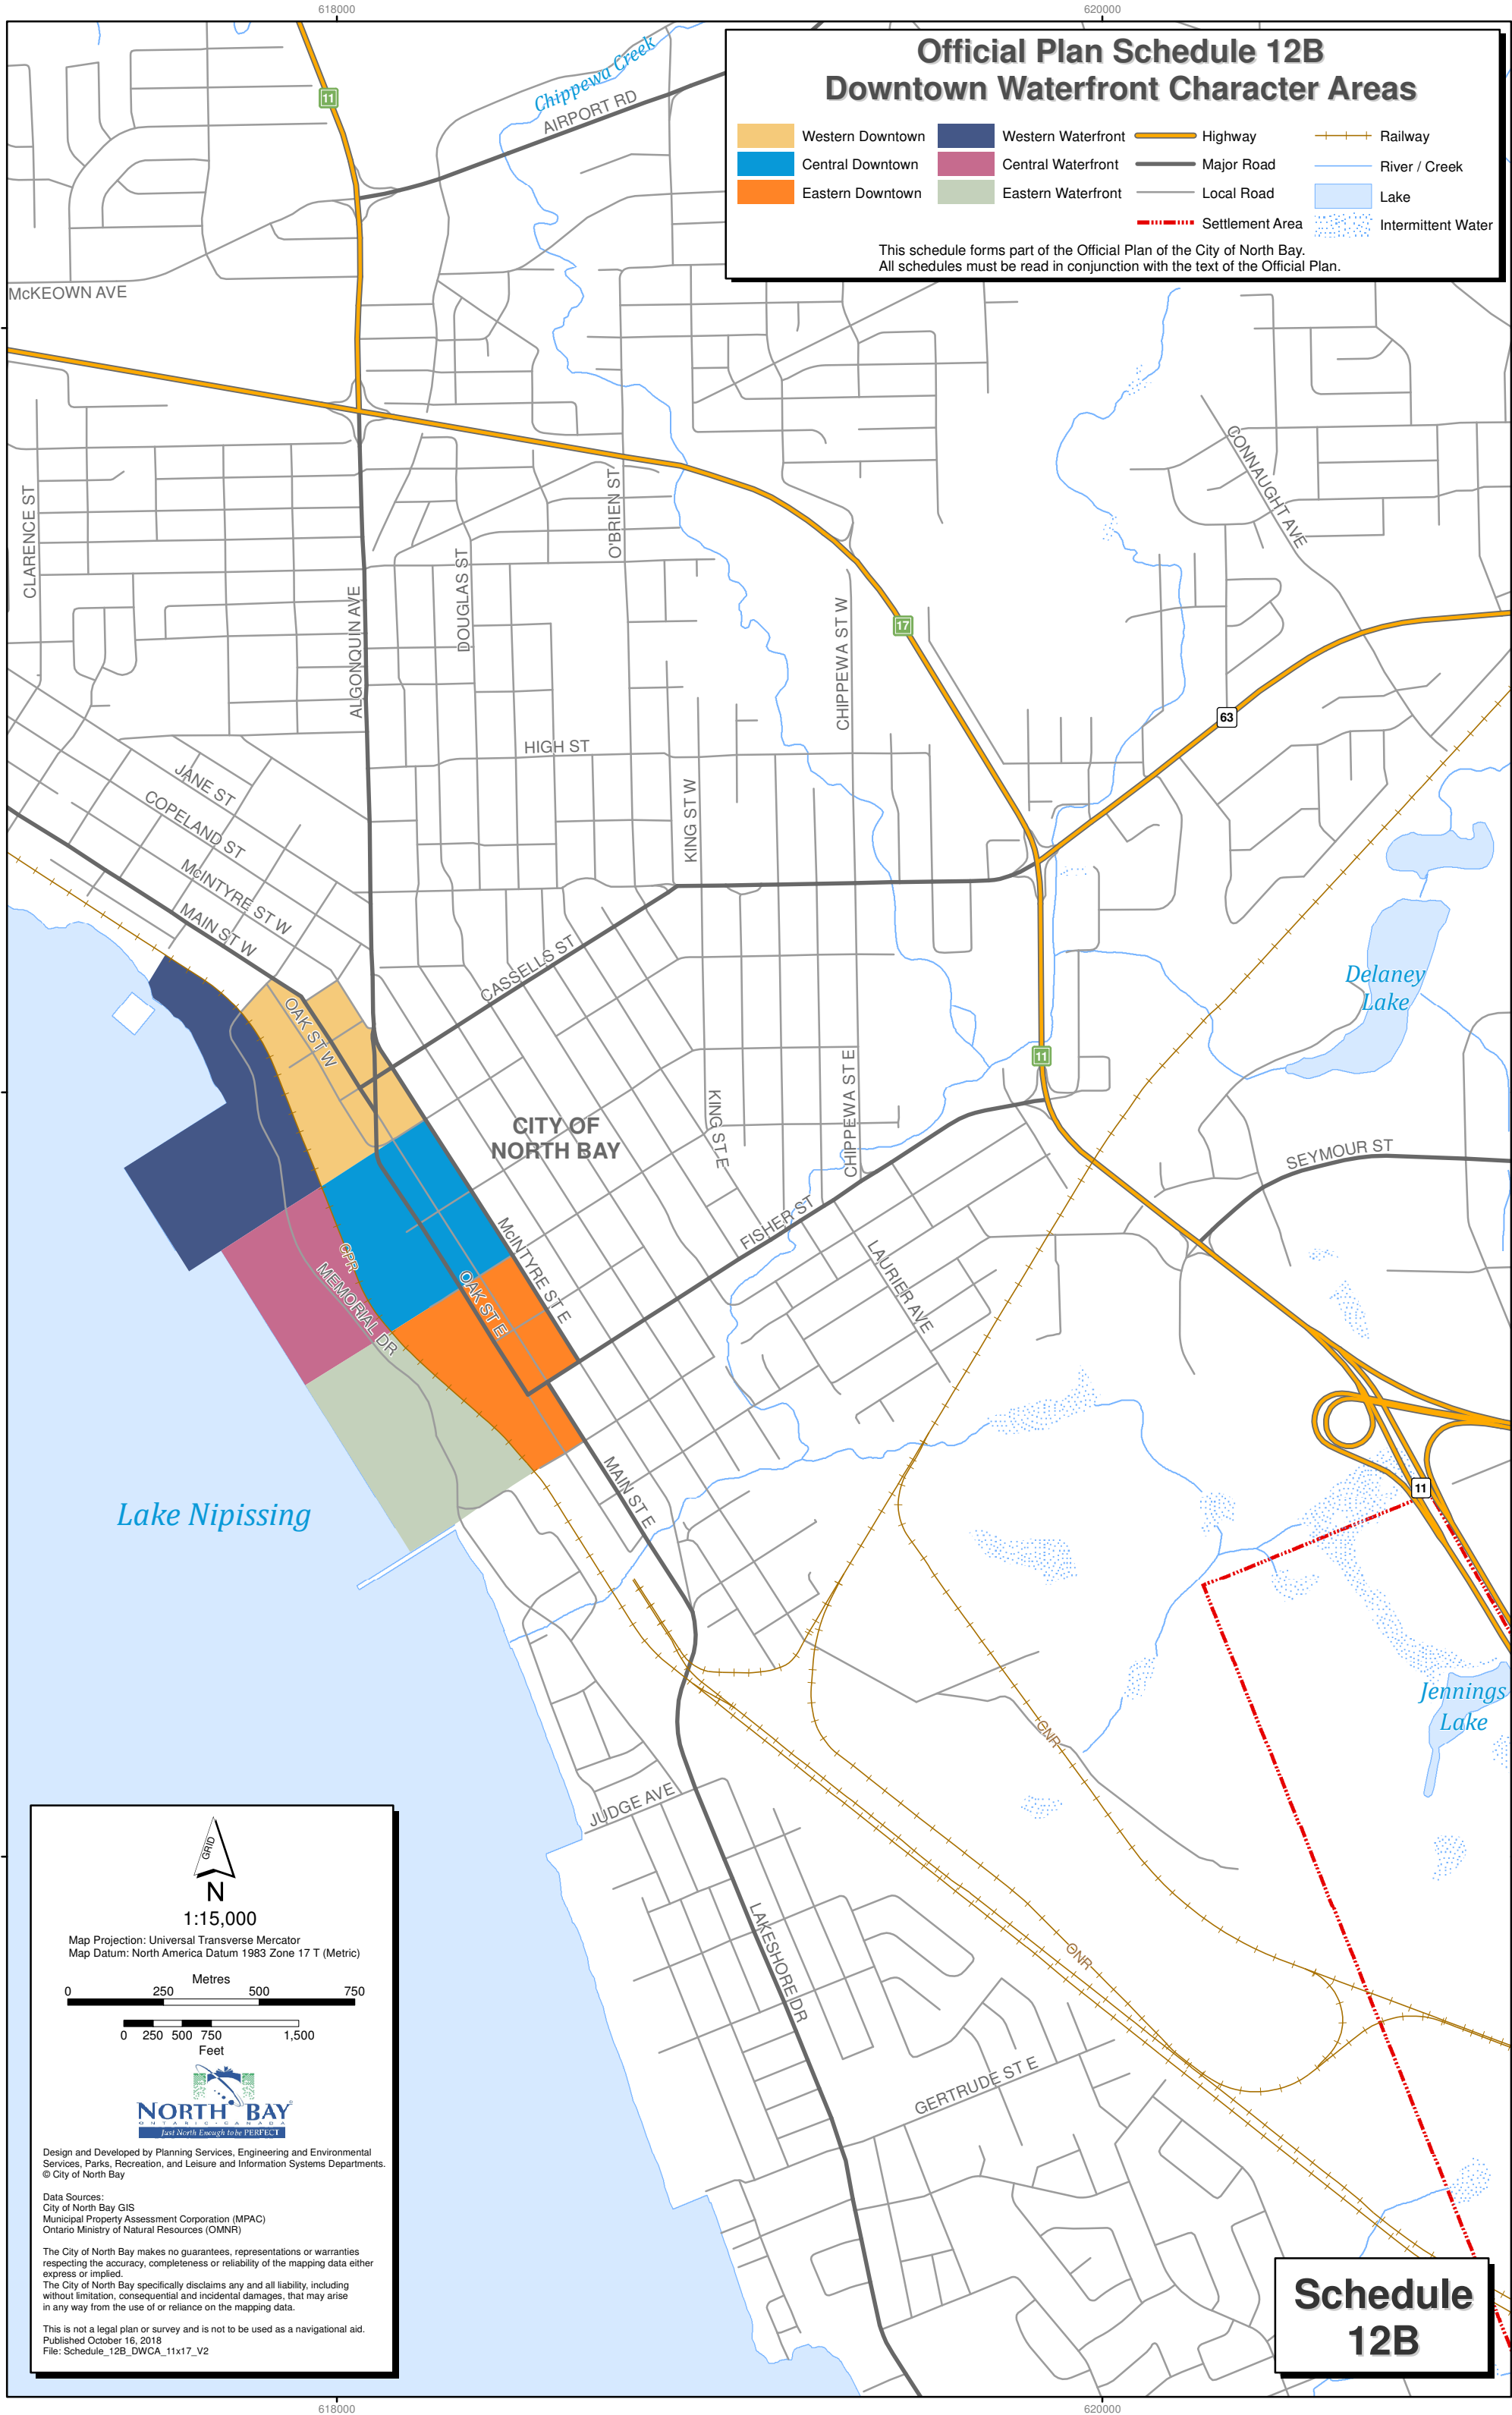 618000
620000
Official Plan Schedule 12B
Downtown Waterfront Character Areas
Western Downtown
Central Downtown
Eastern Downtown
Western Waterfront
Central Waterfront
Eastern Waterfront
Highway
Major Road
Local Road
Settlement Area
Railway
River / Creek
Lake
Intermittent Water
This schedule forms part of the Official Plan of the City of North Bay.
All schedules must be read in conjunction with the text of the Official Plan.
Chippewa Creek
AIRPORT RD
11
McKEOWN AVE
CLARENCE ST
ALGONQUIN AVE
DOUGLAS ST
O'BRIEN ST
CONNAUGHT AVE
CHIPPEWA ST W
17
63
HIGH ST
JANE ST
COPELAND ST
McINTYRE ST W
MAIN ST W
KING ST W
CASSELLS ST
OAK ST W
Delaney
Lake
11
CITY OF
NORTH BAY
KING ST E
CHIPPEWA ST E
SEYMOUR ST
FISHER ST
LAURIER AVE
McINTYRE ST E
OAK ST E
CPR
MEMORIAL DR
MAIN ST E
11
Lake Nipissing
Jennings
Lake
CNR
JUDGE AVE
LAKESHORE DR
ONR
GERTRUDE ST E
GRID
N
1:15,000
Map Projection: Universal Transverse Mercator
Map Datum: North America Datum 1983 Zone 17 T (Metric)
Metres
0 250 500 750
0 250 500 750 1,500
Feet
NORTH BAY
ONTARIO • CANADA
Just North Enough to be PERFECT
Design and Developed by Planning Services, Engineering and Environmental
Services, Parks, Recreation, and Leisure and Information Systems Departments.
© City of North Bay
Data Sources:
City of North Bay GIS
Municipal Property Assessment Corporation (MPAC)
Ontario Ministry of Natural Resources (OMNR)
The City of North Bay makes no guarantees, representations or warranties
respecting the accuracy, completeness or reliability of the mapping data either
express or implied.
The City of North Bay specifically disclaims any and all liability, including
without limitation, consequential and incidental damages, that may arise
in any way from the use of or reliance on the mapping data.
This is not a legal plan or survey and is not to be used as a navigational aid.
Published October 16, 2018
File: Schedule_12B_DWCA_11x17_V2
Schedule
12B
618000
620000